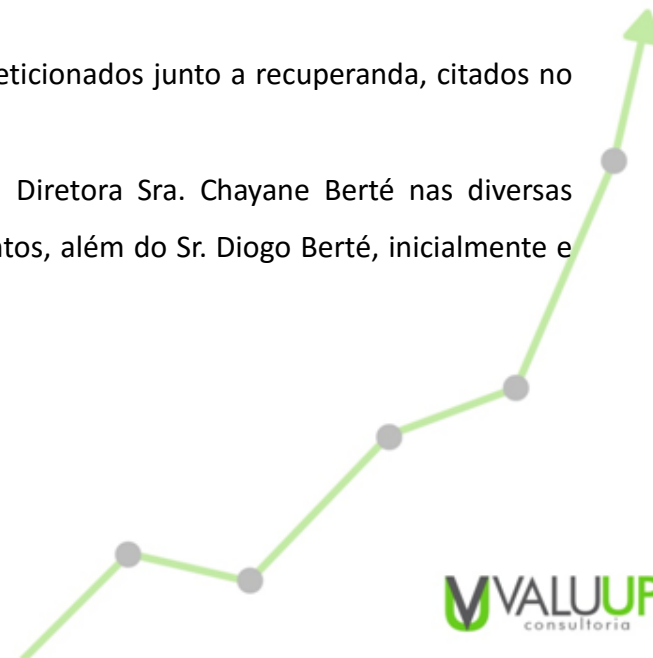 eticionados junto a recuperanda, citados no
Diretora Sra. Chayane Berté nas diversas
ntos, além do Sr. Diogo Berté, inicialmente e
VALUUP
consultoria